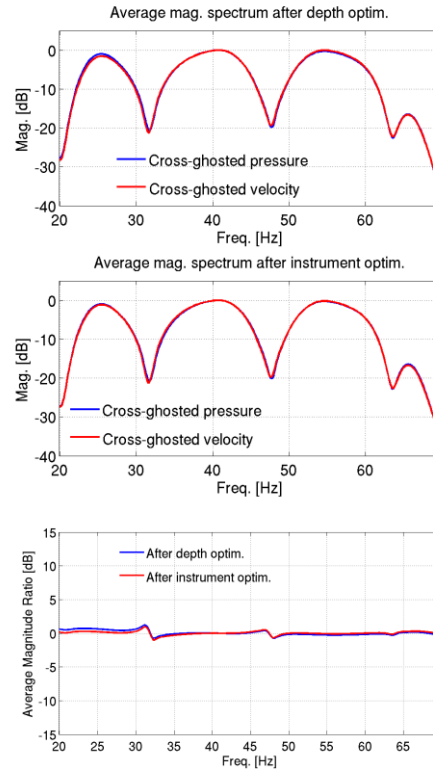 Average mag. spectrum after depth optim.
0
-10
-20
-30
-40
Mag. [dB]
Cross-ghosted pressure
Cross-ghosted velocity
20 30 40 50 60
Freq. [Hz]
Average mag. spectrum after instrument optim.
0
-10
-20
-30
-40
Mag. [dB]
Cross-ghosted pressure
Cross-ghosted velocity
20 30 40 50 60
Freq. [Hz]
15
10
5
0
-5
-10
-15
Average Magnitude Ratio [dB]
After depth optim.
After instrument optim.
20 25 30 35 40 45 50 55 60 65
Freq. [Hz]